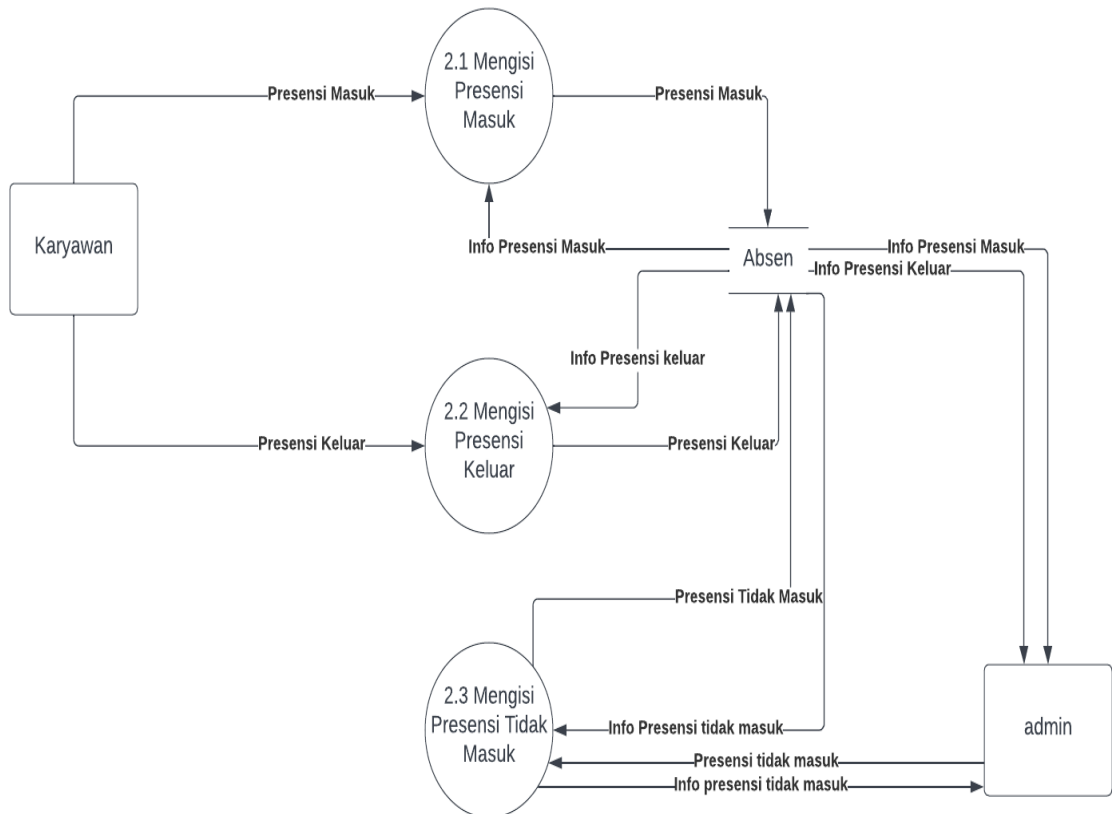 2.1 Mengisi
Presensi
Masuk
Presensi Masuk
Presensi Masuk
Karyawan
Info Presensi Masuk
Absen
Info Presensi Masuk
Info Presensi Keluar
Info Presensi keluar
2.2 Mengisi
Presensi
Keluar
Presensi Keluar
Presensi Keluar
Presensi Tidak Masuk
2.3 Mengisi
Presensi Tidak
Masuk
Info Presensi tidak masuk
admin
Presensi tidak masuk
Info presensi tidak masuk